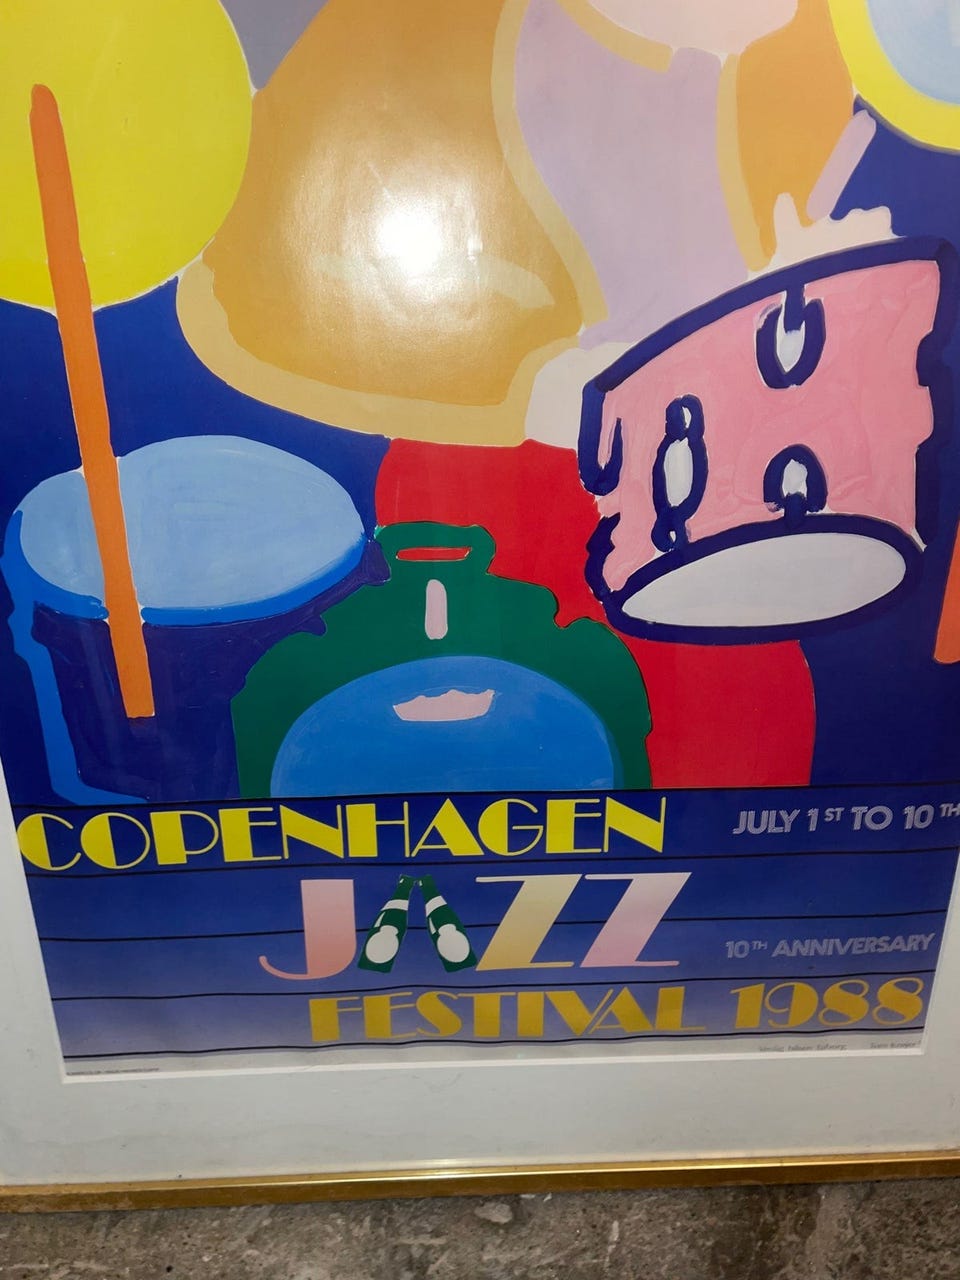 COPENHAGEN
JULY 1ST TO 10TH
JAZZ
10TH ANNIVERSARY
FESTIVAL 1988